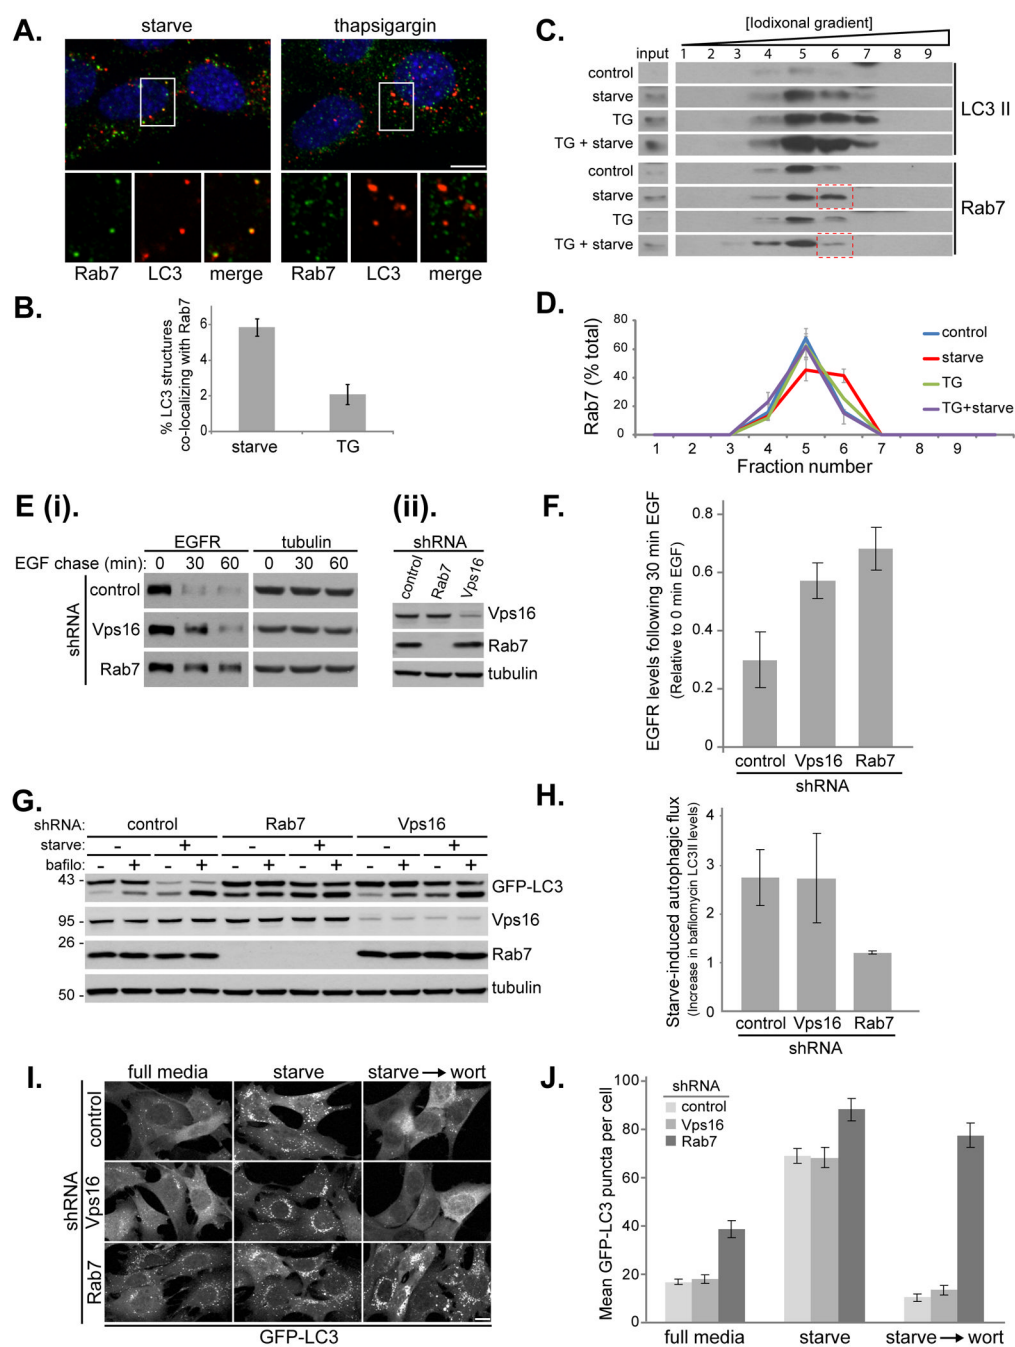 A.
starve
thapsigargin
Rab7 LC3 merge
Rab7 LC3 merge
B.
% LC3 structures
co-localizing with Rab7
6
4
2
0
starve TG
C.
[Iodixonal gradient]
input 1 2 3 4 5 6 7 8 9
control
starve
TG
TG + starve
LC3 II
control
starve
TG
TG + starve
Rab7
D.
Rab7 (% total)
80
60
40
20
0
1 2 3 4 5 6 7 8 9
Fraction number
control
starve
TG
TG+starve
E (i).
EGFR tubulin
EGF chase (min): 0 30 60 0 30 60
shRNA
control
Vps16
Rab7
(ii).
shRNA
control Rab7 Vps16
Vps16
Rab7
tubulin
F.
EGFR levels following 30 min EGF
(Relative to 0 min EGF)
0.8
0.6
0.4
0.2
0
control Vps16 Rab7
shRNA
G.
shRNA: control Rab7 Vps16
starve: - + - + - +
bafilo: - + - + - + - + - + - +
43 -
GFP-LC3
95 -
Vps16
26 -
Rab7
50 -
tubulin
H.
Starve-induced autophagic flux
(Increase in bafilomycin LC3II levels)
4
3
2
1
0
control Vps16 Rab7
shRNA
I.
full media starve starve → wort
shRNA
control
Vps16
Rab7
GFP-LC3
J.
Mean GFP-LC3 puncta per cell
100
80
60
40
20
0
shRNA
control
Vps16
Rab7
full media starve starve → wort